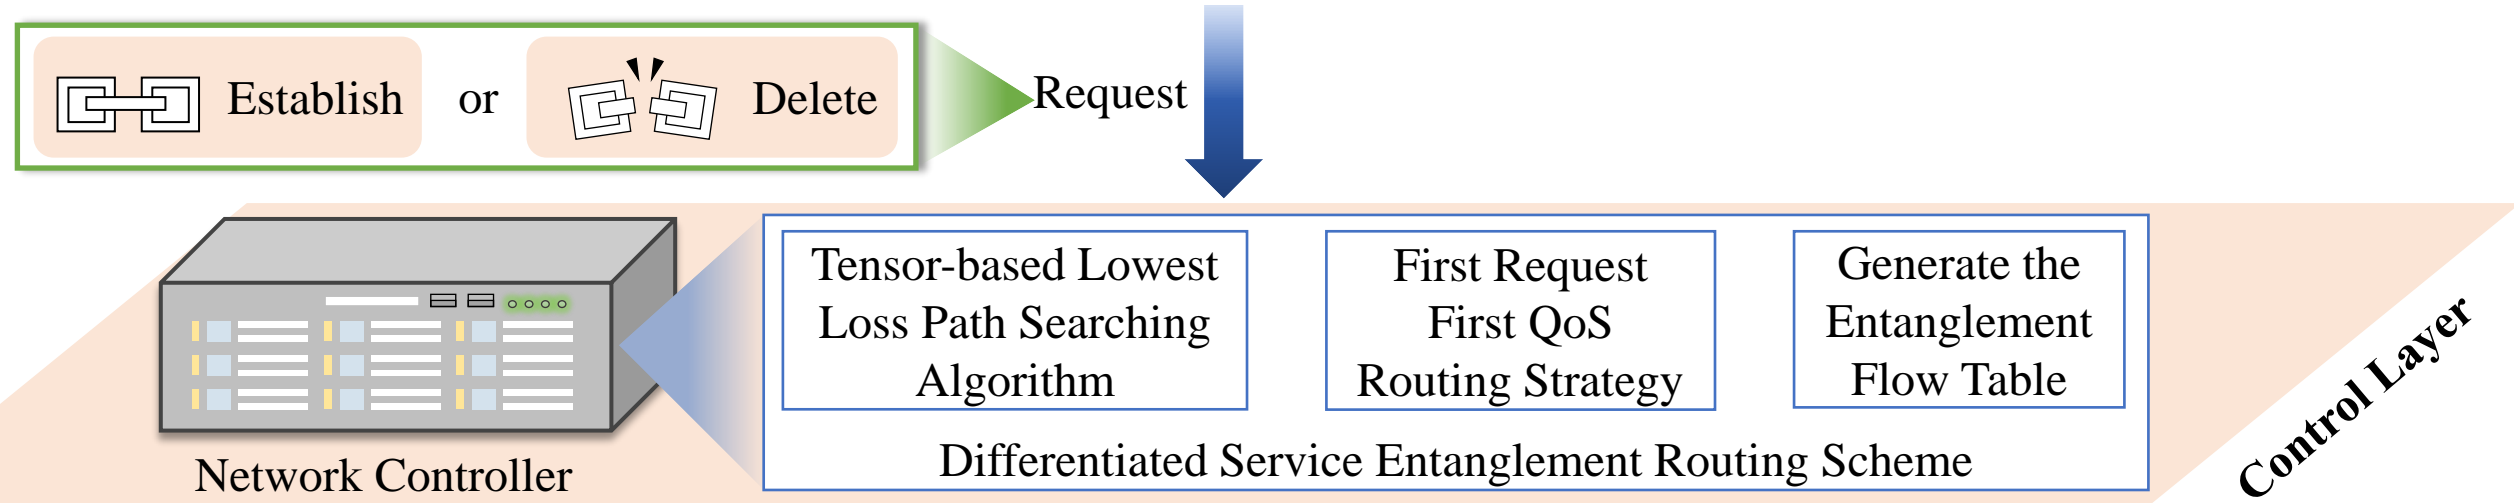 Establish
or
Delete
Request
Tensor-based Lowest
Loss Path Searching
Algorithm
First Request
First QoS
Routing Strategy
Generate the
Entanglement
Flow Table
Differentiated Service Entanglement Routing Scheme
Network Controller
Control Layer